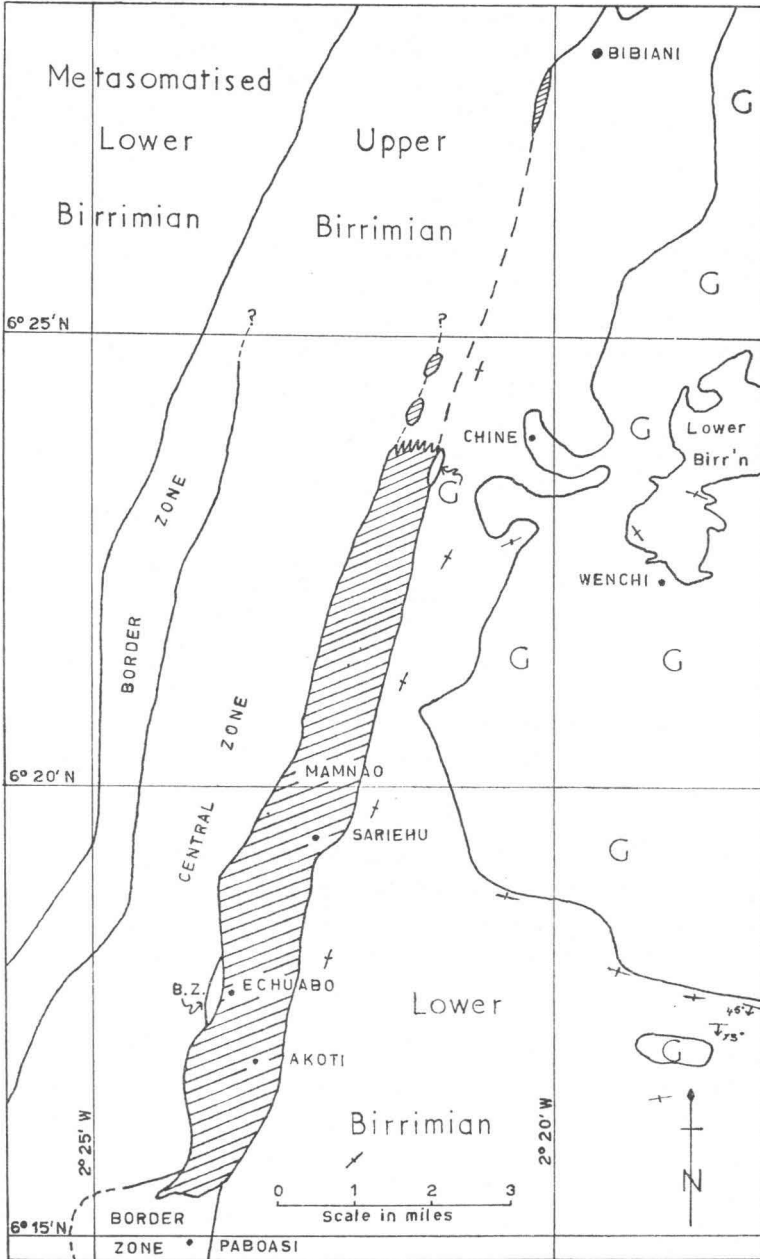 Metasomatised
Lower
Birrimian
Upper
Birrimian
BIBIANI
G
G
6° 25' N
?
?
CHINE
G
Lower
Birr'n
G
ZONE
WENCHI
BORDER
G
G
ZONE
6° 20' N
MAMNAO
CENTRAL
SARIEHU
G
B.Z.
ECHUABO
Lower
45°
73°
G
AKOTI
2° 25' W
Birrimian
2° 20' W
N
0 1 2 3
Scale in miles
6° 15' N
BORDER
ZONE
PABOASI